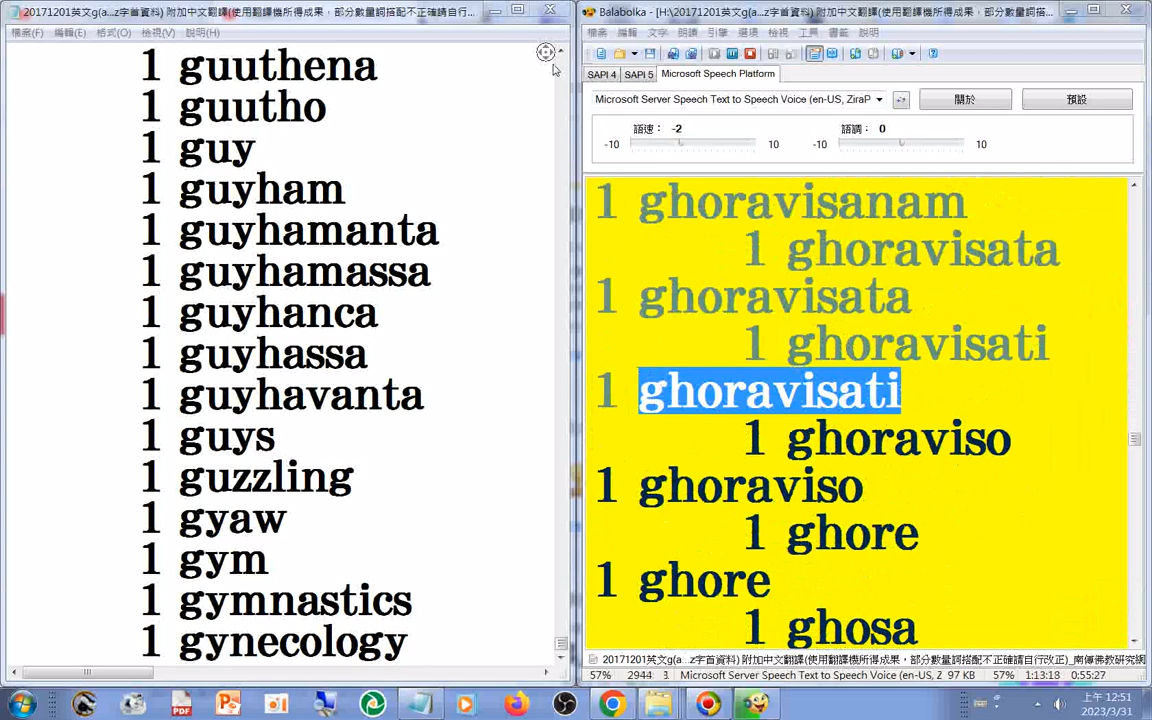 20171201英文g(a...z字首資料) 附加中文翻譯(使用翻譯機所得成果，部分數量詞搭配不正確請自行...
檔案(F) 編輯(E) 格式(O) 檢視(V) 說明(H)
1 guuthena
1 guutho
1 guy
1 guyham
1 guyhamanta
1 guyhamassa
1 guyhanca
1 guyhassa
1 guyhavanta
1 guys
1 guzzling
1 gyaw
1 gym
1 gymnastics
1 gynecology
Balabolka - [H:\20171201英文g(a...z字首資料) 附加中文翻譯(使用翻譯機所得成果，部分數量詞搭配不正確...
檔案 編輯 文字 朗讀 引擎 選項 檢視 工具 書籤 說明
SAPI 4 SAPI 5 Microsoft Speech Platform
Microsoft Server Speech Text to Speech Voice (en-US, ZiraP 關於 預設
語速： -2 語調： 0
-10 10 -10 10
1 ghoravisanam
1 ghoravisata
1 ghoravisata
1 ghoravisati
1 ghoravisati
1 ghoraviso
1 ghoraviso
1 ghore
1 ghore
1 ghosa
20171201英文g(a...z字首資料) 附加中文翻譯(使用翻譯機所得成果，部分數量詞搭配不正確請自行改正)_南傳佛教研究網
57% 2944: Microsoft Server Speech Text to Speech Voice (en-US, Z 97 KB 57% 1:13:18 0:55:27
上午 12:51
2023/3/31